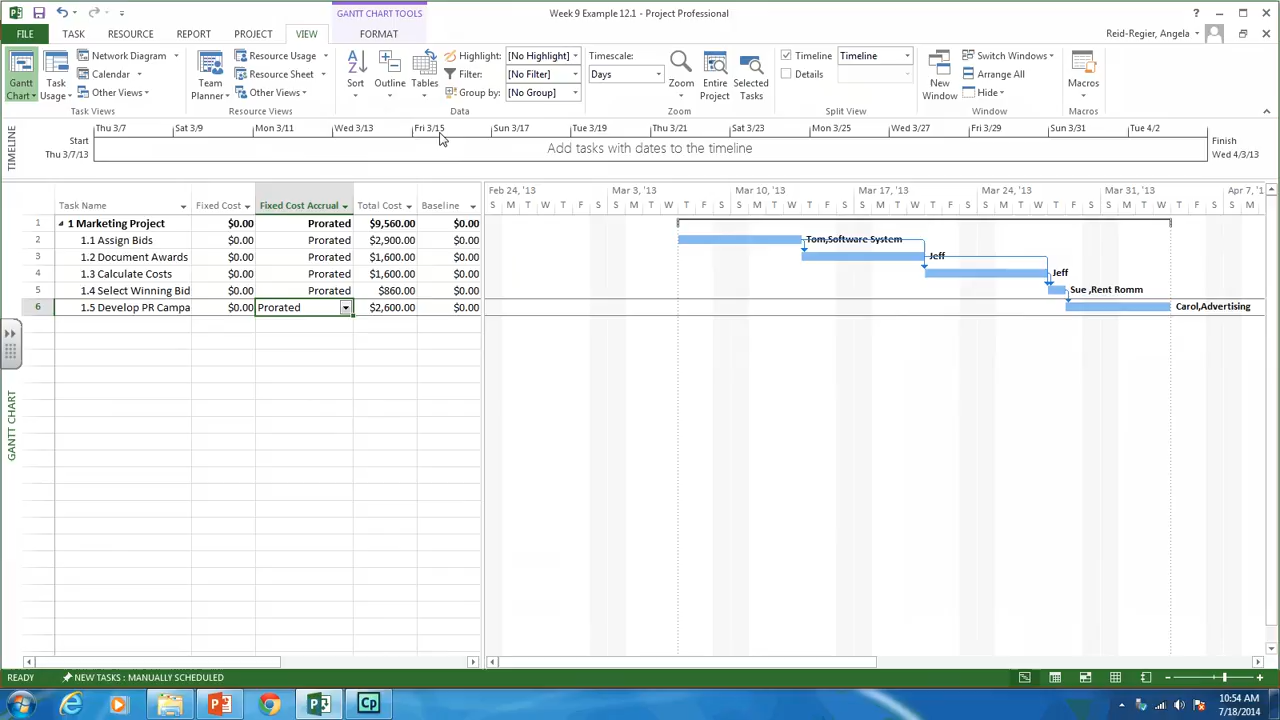 GANTT CHART TOOLS
Week 9 Example 12.1 - Project Professional
FILE TASK RESOURCE REPORT PROJECT VIEW FORMAT
Reid-Regier, Angela
Gantt Chart
Task Usage
Network Diagram
Calendar
Other Views
Task Views
Team Planner
Resource Usage
Resource Sheet
Other Views
Resource Views
Sort
Outline
Tables
Highlight: [No Highlight]
Filter: [No Filter]
Group by: [No Group]
Data
Timescale:
Days
Zoom
Entire Project
Selected Tasks
Zoom
Timeline Timeline
Details
Split View
New Window
Switch Windows
Arrange All
Hide
Window
Macros
Macros
TIMELINE
Thu 3/7 Sat 3/9 Mon 3/11 Wed 3/13 Fri 3/15 Sun 3/17 Tue 3/19 Thu 3/21 Sat 3/23 Mon 3/25 Wed 3/27 Fri 3/29 Sun 3/31 Tue 4/2
Start
Thu 3/7/13
Add tasks with dates to the timeline
Finish
Wed 4/3/13
Feb 24, '13 Mar 3, '13 Mar 10, '13 Mar 17, '13 Mar 24, '13 Mar 31, '13 Apr 7, '1
Task Name Fixed Cost Fixed Cost Accrual Total Cost Baseline
S M T W T F S S M T W T F S S M T W T F S S M T W T F S S M T W T F S S M T W T F S S M
1 1 Marketing Project $0.00 Prorated $9,560.00 $0.00
2 1.1 Assign Bids $0.00 Prorated $2,900.00 $0.00 Tom,Software System
3 1.2 Document Awards $0.00 Prorated $1,600.00 $0.00 Jeff
4 1.3 Calculate Costs $0.00 Prorated $1,600.00 $0.00 Jeff
5 1.4 Select Winning Bid $0.00 Prorated $860.00 $0.00 Sue ,Rent Romm
6 1.5 Develop PR Campa $0.00 Prorated $2,600.00 $0.00 Carol,Advertising
GANTT CHART
READY NEW TASKS : MANUALLY SCHEDULED
Cp
10:54 AM
7/18/2014